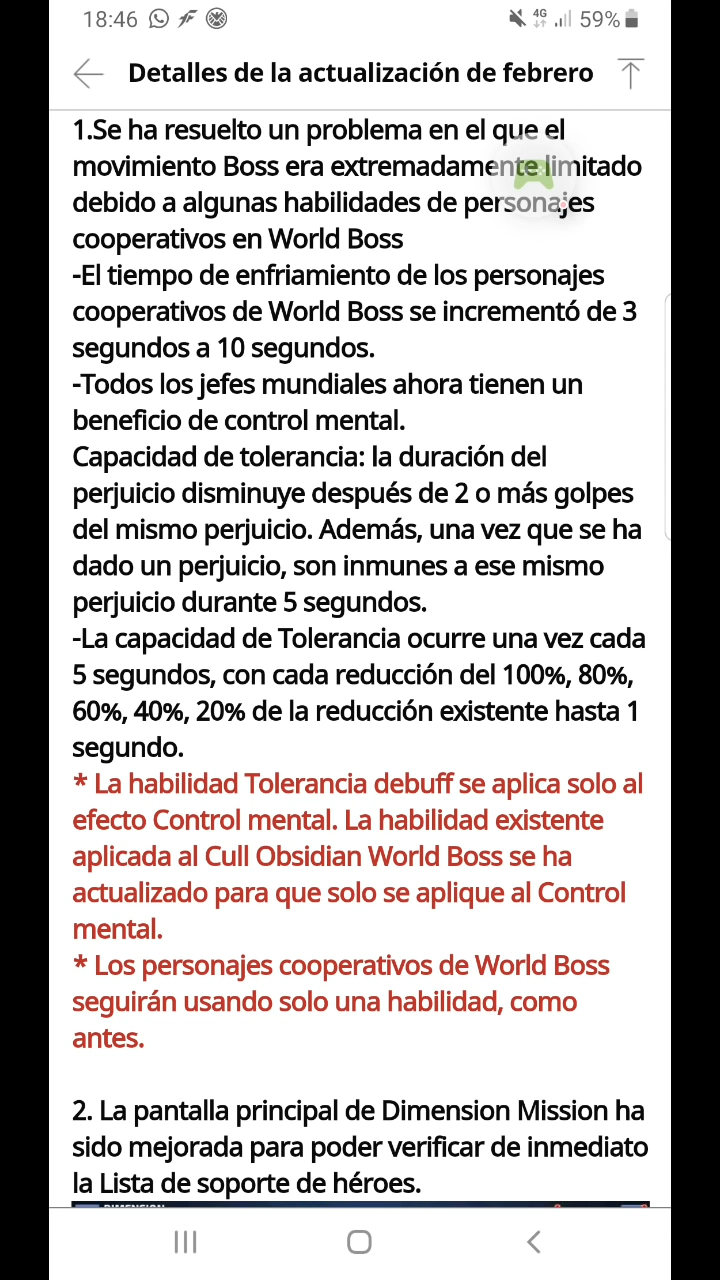 18:46 4G 59%
Detalles de la actualización de febrero
1.Se ha resuelto un problema en el que el
movimiento Boss era extremadamente limitado
debido a algunas habilidades de personajes
cooperativos en World Boss
-El tiempo de enfriamiento de los personajes
cooperativos de World Boss se incrementó de 3
segundos a 10 segundos.
-Todos los jefes mundiales ahora tienen un
beneficio de control mental.
Capacidad de tolerancia: la duración del
perjuicio disminuye después de 2 o más golpes
del mismo perjuicio. Además, una vez que se ha
dado un perjuicio, son inmunes a ese mismo
perjuicio durante 5 segundos.
-La capacidad de Tolerancia ocurre una vez cada
5 segundos, con cada reducción del 100%, 80%,
60%, 40%, 20% de la reducción existente hasta 1
segundo.
* La habilidad Tolerancia debuff se aplica solo al
efecto Control mental. La habilidad existente
aplicada al Cull Obsidian World Boss se ha
actualizado para que solo se aplique al Control
mental.
* Los personajes cooperativos de World Boss
seguirán usando solo una habilidad, como
antes.
2. La pantalla principal de Dimension Mission ha
sido mejorada para poder verificar de inmediato
la Lista de soporte de héroes.